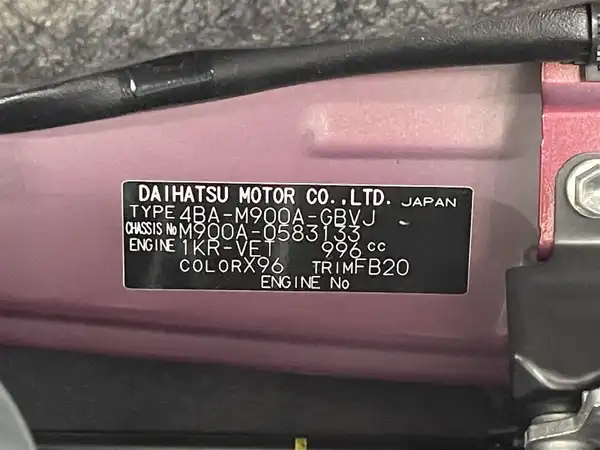 DAIHATSU MOTOR CO.,LTD. JAPAN
TYPE 4BA-M900A-GBVJ
CHASSIS No M900A-0583133
ENGINE 1KR-VET 996cc
COLOR X96 TRIM FB20
ENGINE No